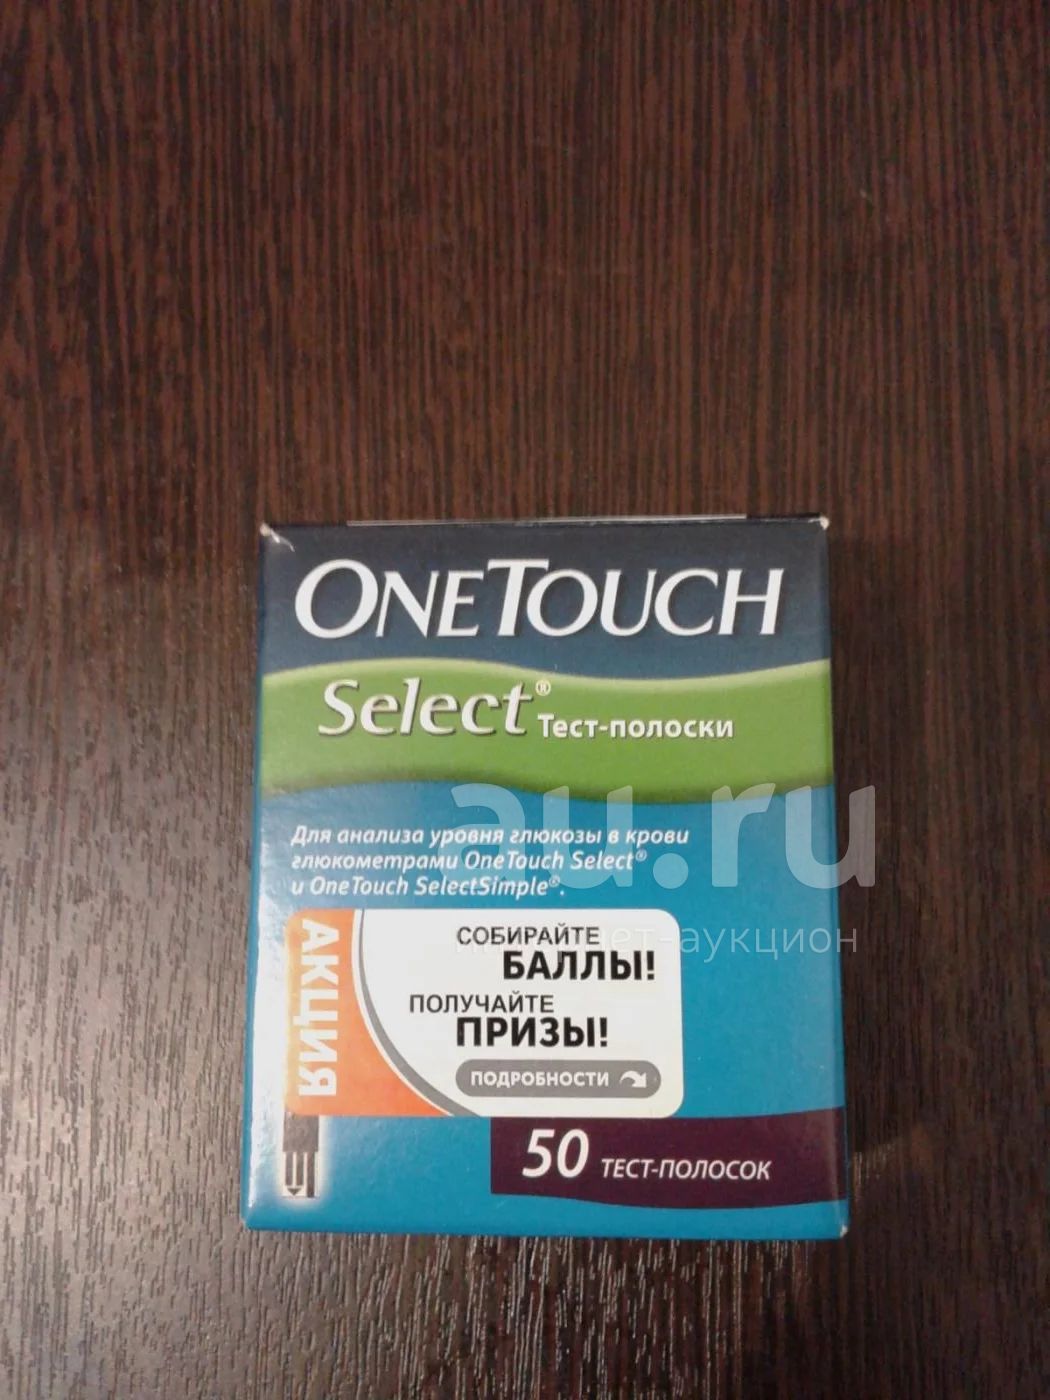 ONETOUCH
Select® Тест-полоски
au.ru
Для анализа уровня глюкозы в крови
глюкометрами OneTouch Select®
и OneTouch SelectSimple®.
АКЦИЯ
СОБИРАЙТЕ
-аукцион
БАЛЛЫ!
ПОЛУЧАЙТЕ
ПРИЗЫ!
ПОДРОБНОСТИ
50 ТЕСТ-ПОЛОСОК